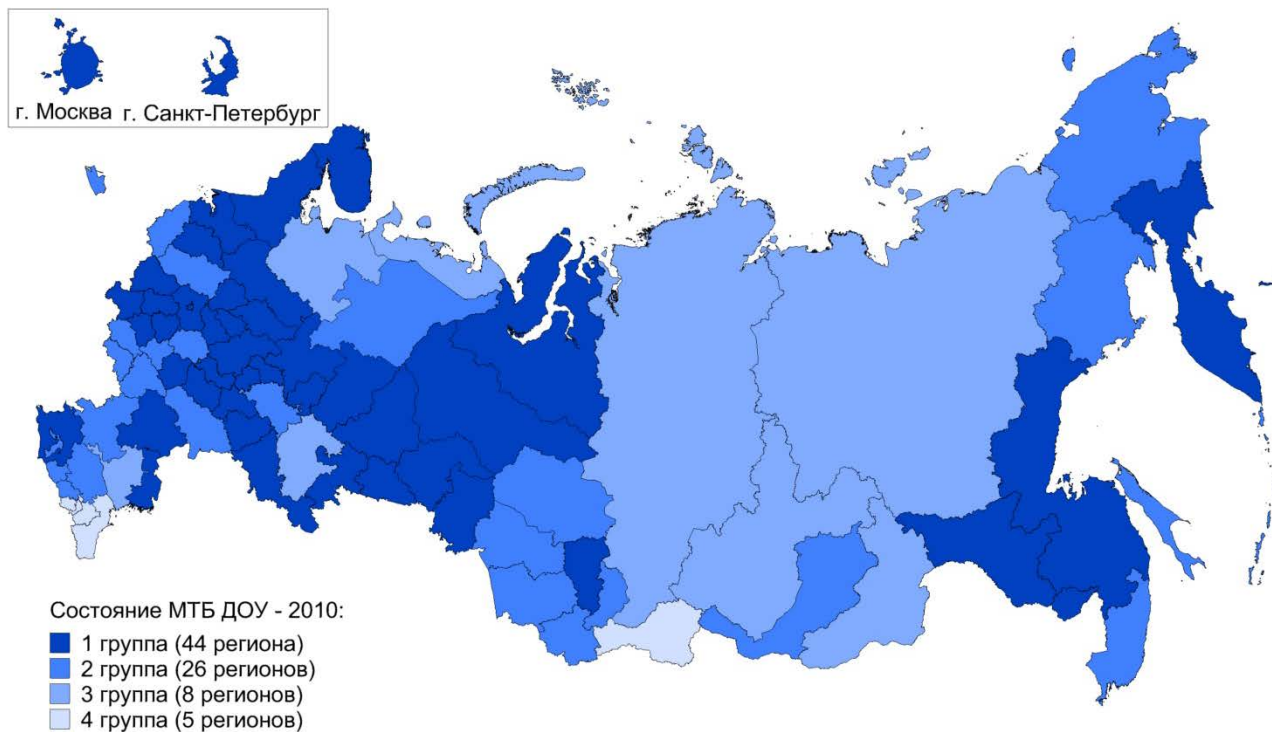 г. Москва г. Санкт-Петербург
Состояние МТБ ДОУ - 2010:
1 группа (44 региона)
2 группа (26 регионов)
3 группа (8 регионов)
4 группа (5 регионов)